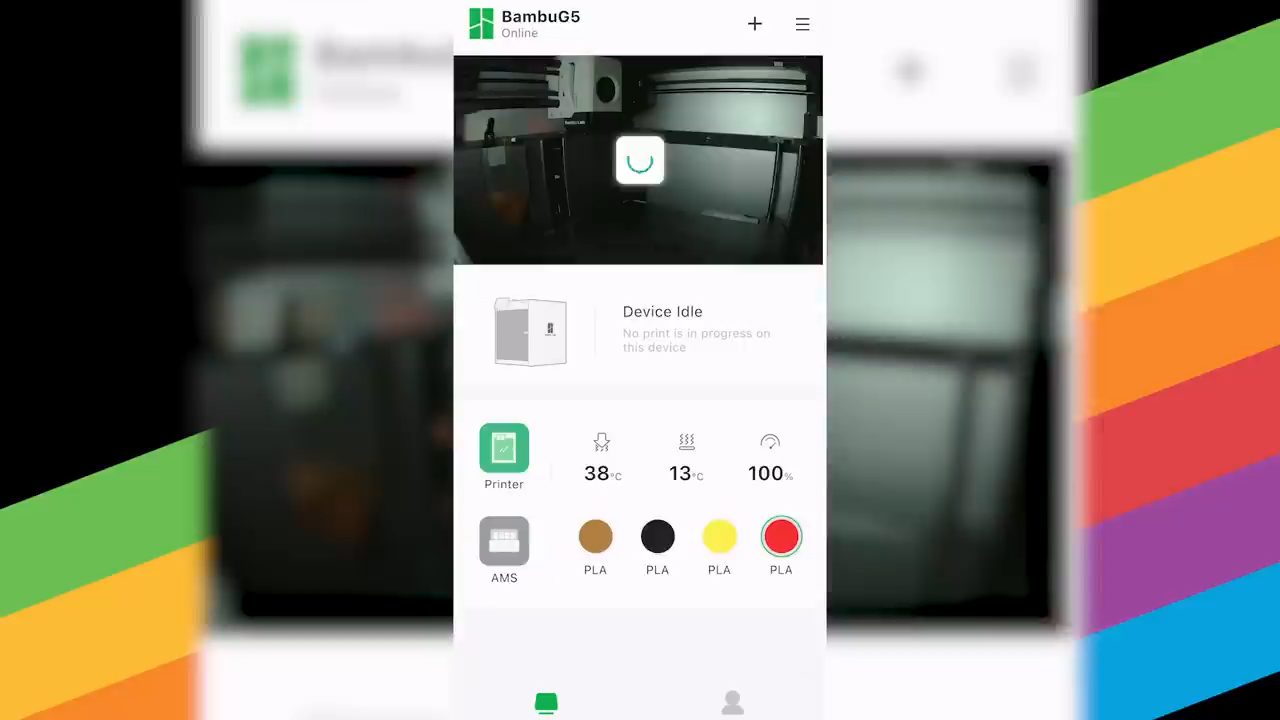 BambuG5
Online
Device Idle
No print is in progress on
this device
38°C
13°C
100%
Printer
PLA
PLA
PLA
PLA
AMS